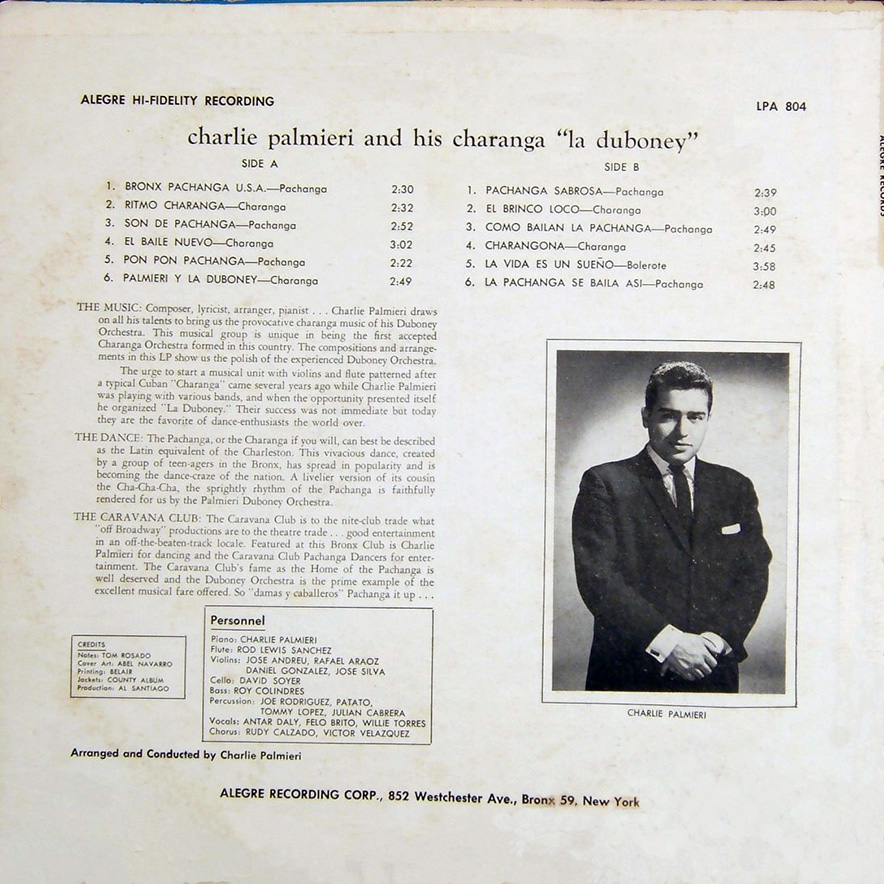 ALEGRE HI-FIDELITY RECORDING
LPA 804
charlie palmieri and his charanga "la duboney"
SIDE A
1. BRONX PACHANGA U.S.A.—Pachanga 2:30
2. RITMO CHARANGA—Charanga 2:32
3. SON DE PACHANGA—Pachanga 2:52
4. EL BAILE NUEVO—Charanga 3:02
5. PON PON PACHANGA—Pachanga 2:22
6. PALMIERI Y LA DUBONEY—Charanga 2:49
SIDE B
1. PACHANGA SABROSA—Pachanga 2:39
2. EL BRINCO LOCO—Charanga 3:00
3. COMO BAILAN LA PACHANGA—Pachanga 2:49
4. CHARANGONA—Charanga 2:45
5. LA VIDA ES UN SUEÑO—Bolerote 3:58
6. LA PACHANGA SE BAILA ASI—Pachanga 2:48
THE MUSIC: Composer, lyricist, arranger, pianist . . . Charlie Palmieri draws
on all his talents to bring us the provocative charanga music of his Duboney
Orchestra. This musical group is unique in being the first accepted
Charanga Orchestra formed in this country. The compositions and arrange-
ments in this LP show us the polish of the experienced Duboney Orchestra.
The urge to start a musical unit with violins and flute patterned after
a typical Cuban "Charanga" came several years ago while Charlie Palmieri
was playing with various bands, and when the opportunity presented itself
he organized "La Duboney." Their success was not immediate but today
they are the favorite of dance-enthusiasts the world over.
THE DANCE: The Pachanga, or the Charanga if you will, can best be described
as the Latin equivalent of the Charleston. This vivacious dance, created
by a group of teen-agers in the Bronx, has spread in popularity and is
becoming the dance-craze of the nation. A livelier version of its cousin
the Cha-Cha-Cha, the sprightly rhythm of the Pachanga is faithfully
rendered for us by the Palmieri Duboney Orchestra.
THE CARAVANA CLUB: The Caravana Club is to the nite-club trade what
"off Broadway" productions are to the theatre trade . . . good entertainment
in an off-the-beaten-track locale. Featured at this Bronx Club is Charlie
Palmieri for dancing and the Caravana Club Pachanga Dancers for enter-
tainment. The Caravana Club's fame as the Home of the Pachanga is
well deserved and the Duboney Orchestra is the prime example of the
excellent musical fare offered. So "damas y caballeros" Pachanga it up . . .
CREDITS
Notes: TOM ROSADO
Cover Art: ABEL NAVARRO
Printing: BELAIR
Jackets: COUNTY ALBUM
Production: AL SANTIAGO
Personnel
Piano: CHARLIE PALMIERI
Flute: ROD LEWIS SANCHEZ
Violins: JOSE ANDREU, RAFAEL ARAOZ
DANIEL GONZALEZ, JOSE SILVA
Cello: DAVID SOYER
Bass: ROY COLINDRES
Percussion: JOE RODRIGUEZ, PATATO,
TOMMY LOPEZ, JULIAN CABRERA
Vocals: ANTAR DALY, FELO BRITO, WILLIE TORRES
Chorus: RUDY CALZADO, VICTOR VELAZQUEZ
CHARLIE PALMIERI
Arranged and Conducted by Charlie Palmieri
ALEGRE RECORDING CORP., 852 Westchester Ave., Bronx 59, New York
ALEGRE RECORDS